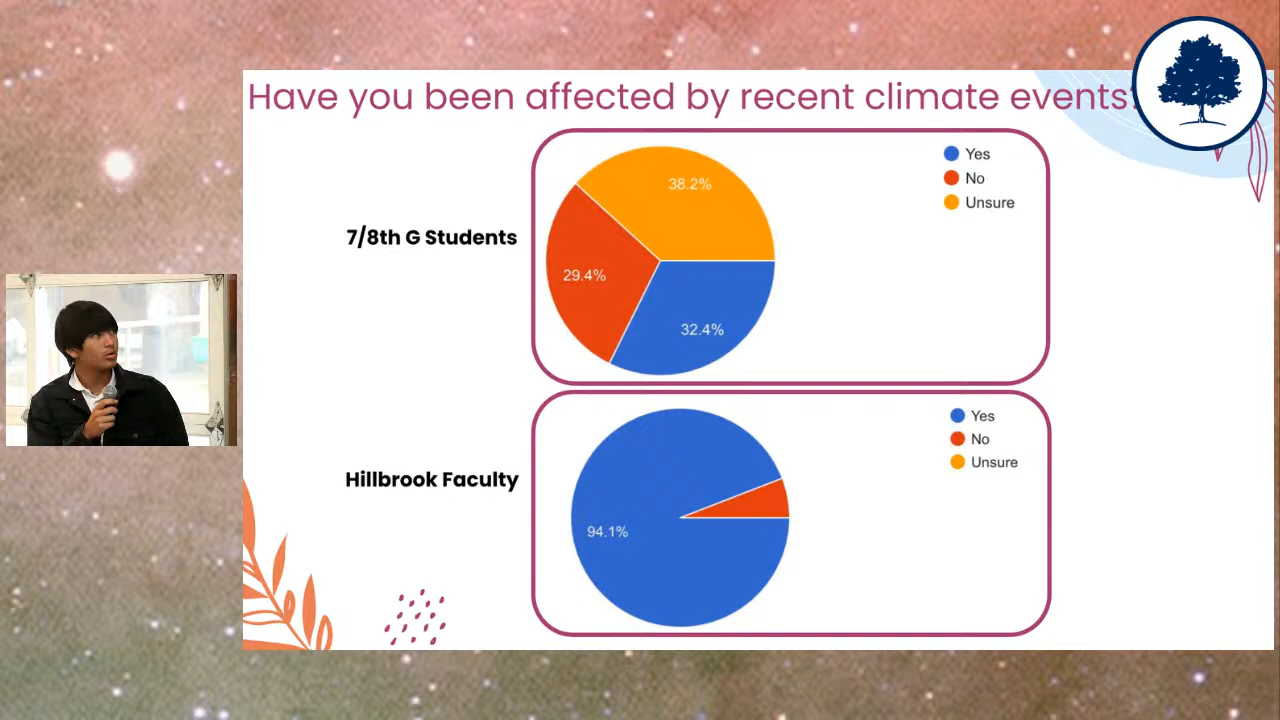 Have you been affected by recent climate events?
Yes
No
Unsure
38.2%
7/8th G Students
29.4%
32.4%
Yes
No
Unsure
Hillbrook Faculty
94.1%